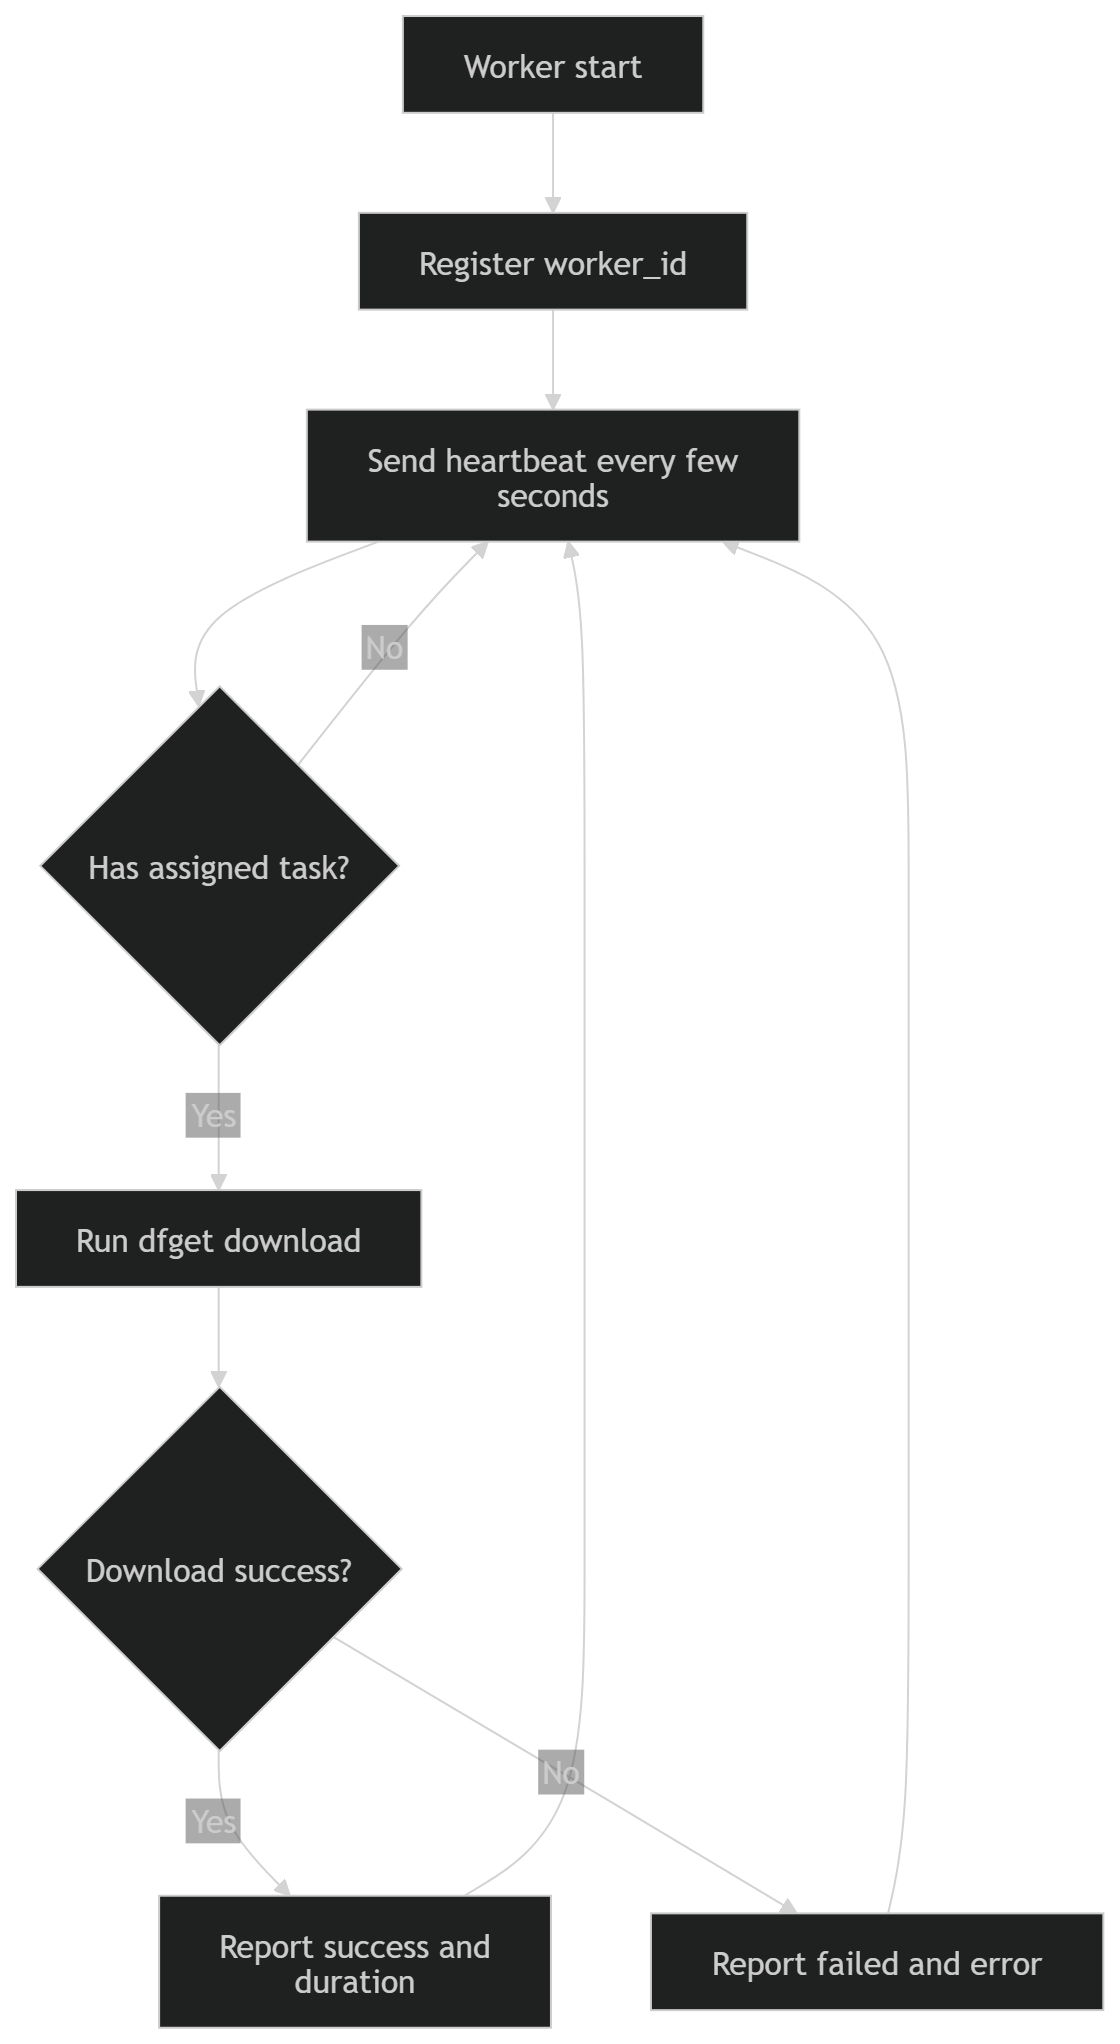 Worker start
Register worker_id
Send heartbeat every few
seconds
No
Has assigned task?
Yes
Run dfget download
Download success?
No
Yes
Report success and
duration
Report failed and error